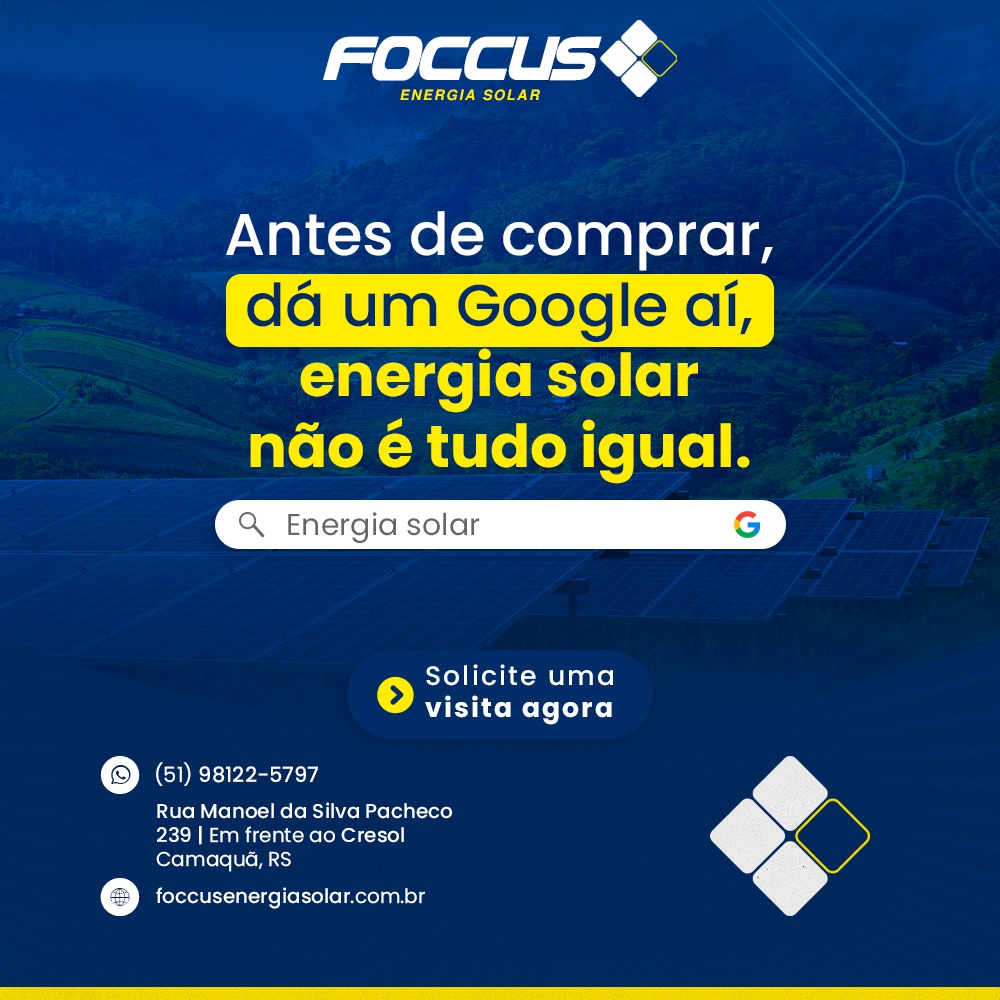 FOCCUS
ENERGIA SOLAR
Antes de comprar,
dá um Google aí,
energia solar
não é tudo igual.
Energia solar
Solicite uma
visita agora
(51) 98122-5797
Rua Manoel da Silva Pacheco
239 | Em frente ao Cresol
Camaquã, RS
foccusenergiasolar.com.br